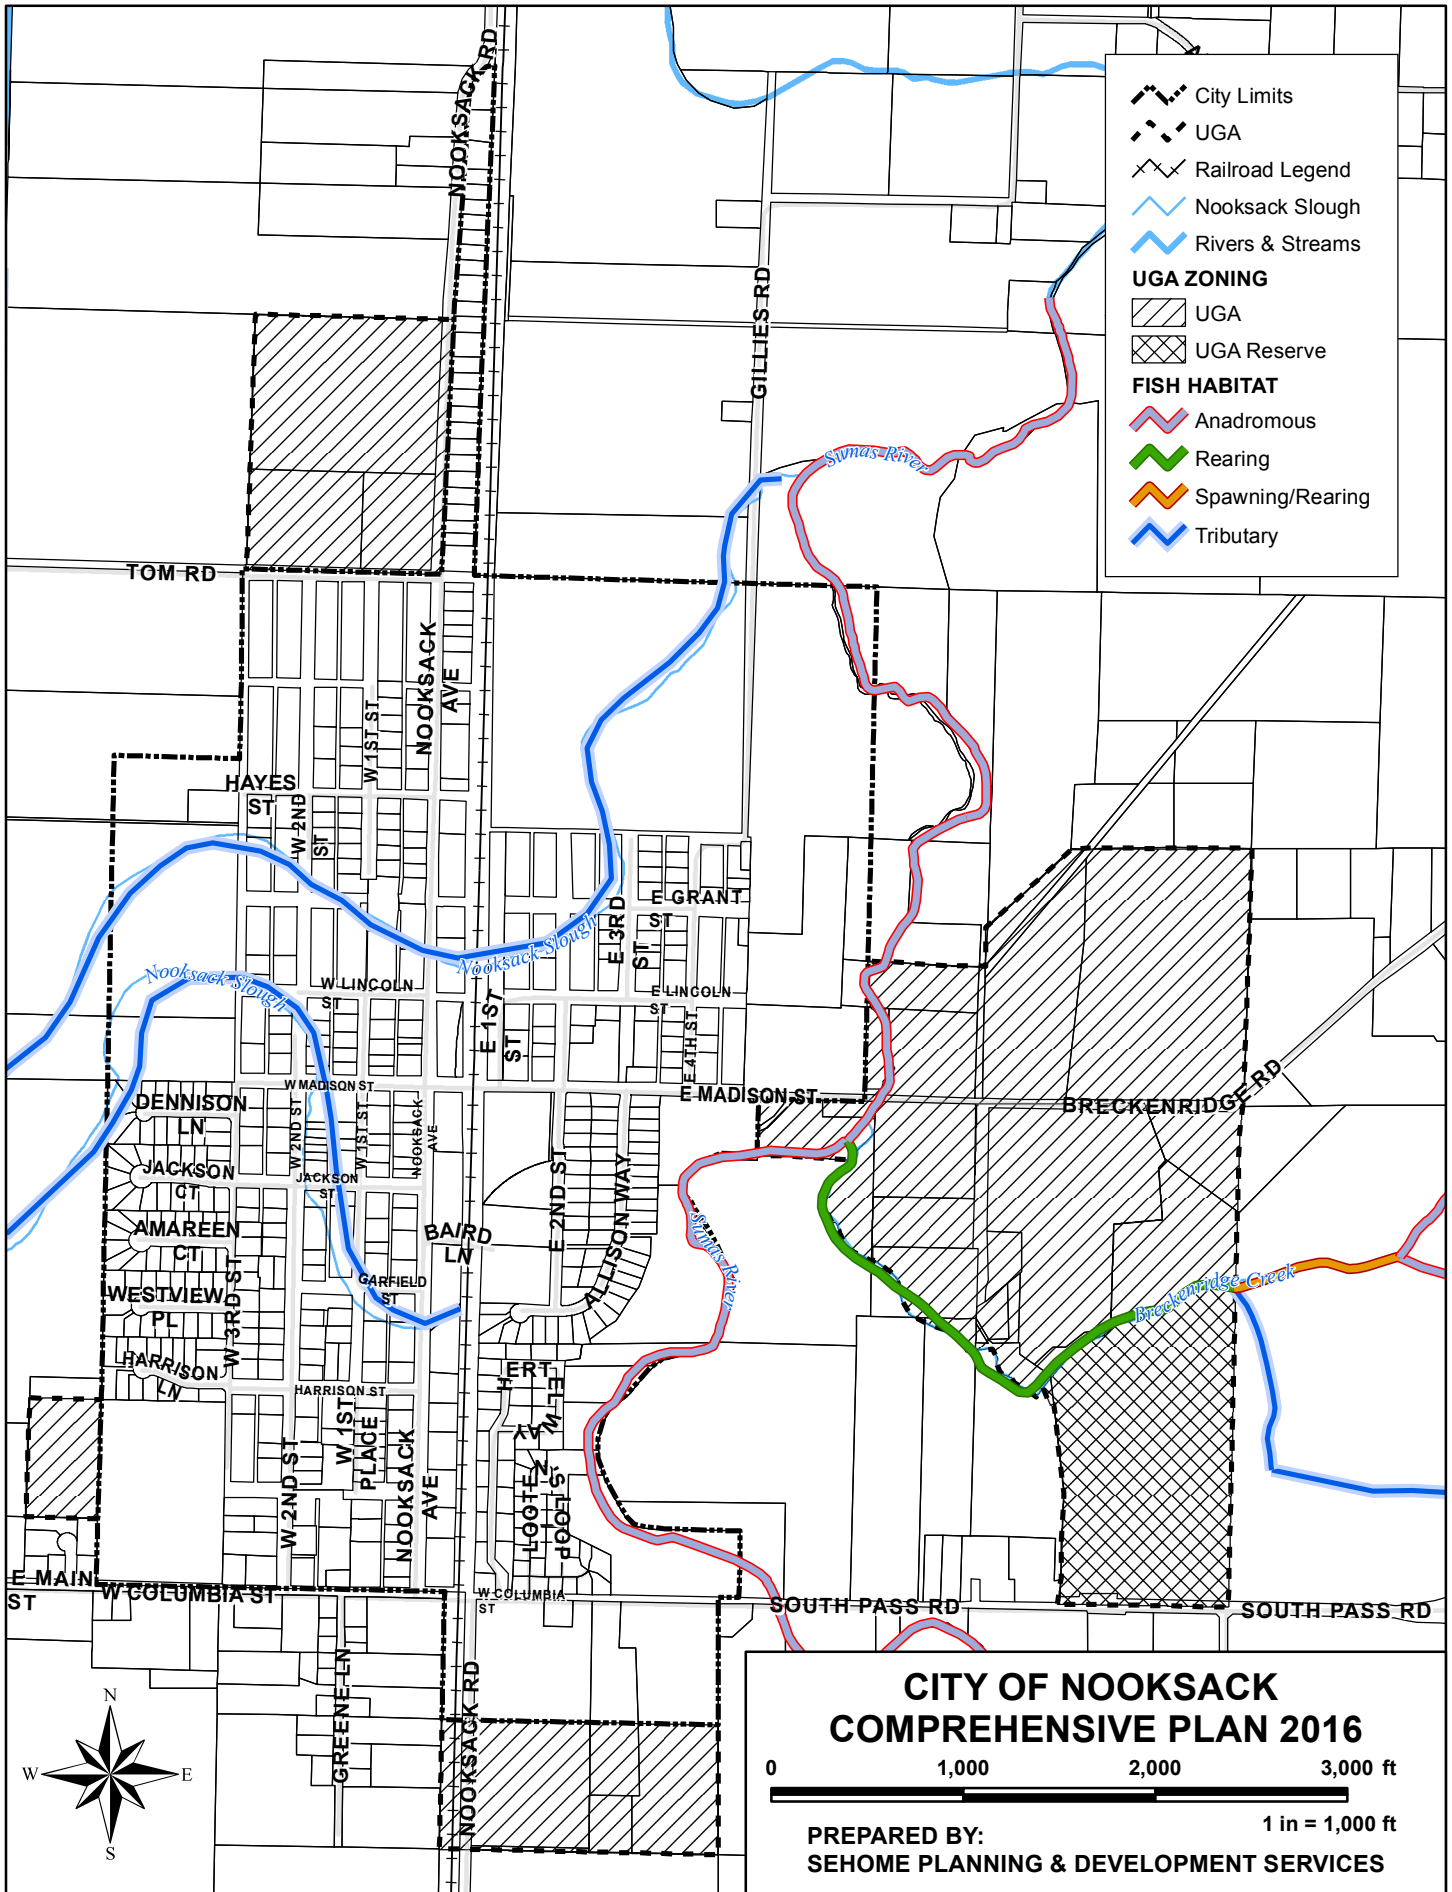 NOOKSACK RD
City Limits
UGA
Railroad Legend
Nooksack Slough
Rivers & Streams
UGA ZONING
UGA
UGA Reserve
FISH HABITAT
Anadromous
Rearing
Spawning/Rearing
Tributary
GILLIES RD
Sumas River
TOM RD
NOOKSACK
AVE
W 1ST ST
HAYES
ST
W 2ND
ST
E GRANT
ST
E 3RD
ST
Nooksack Slough
Nooksack Slough
W LINCOLN
ST
E LINCOLN
ST
E 1ST
ST
E 4TH ST
W MADISON ST
E MADISON ST
BRECKENRIDGE RD
DENNISON
LN
W 2ND ST
W 1ST ST
NOOKSACK
AVE
JACKSON
CT
JACKSON
ST
E 2ND ST
ALLISON WAY
AMAREEN
CT
BAIRD
LN
Sumas River
W 3RD ST
GARFIELD
ST
WESTVIEW
PL
Breckenridge Creek
HARRISON
LN
HARRISON ST
HERTEL WAY
W 1ST
PLACE
W 2ND ST
NOOKSACK
AVE
LOOTEN'S LOOP
E MAIN
ST
W COLUMBIA ST
W COLUMBIA
ST
SOUTH PASS RD
SOUTH PASS RD
GREENE LN
NOOKSACK RD
N
W
E
S
CITY OF NOOKSACK
COMPREHENSIVE PLAN 2016
0 1,000 2,000 3,000 ft
1 in = 1,000 ft
PREPARED BY:
SEHOME PLANNING & DEVELOPMENT SERVICES